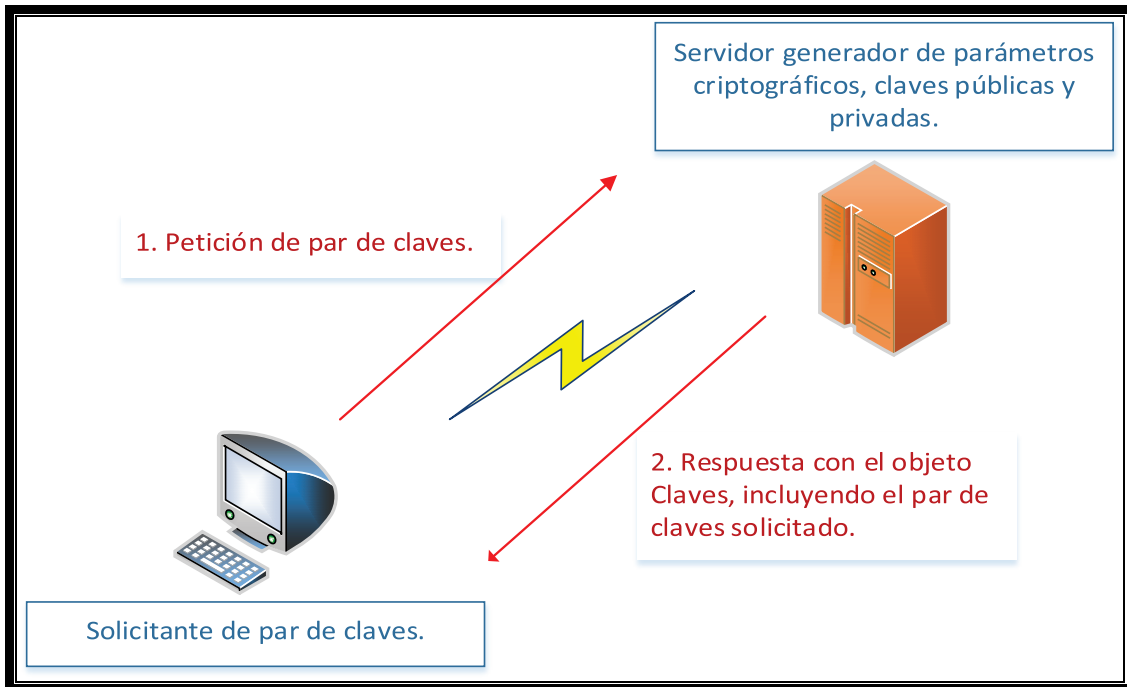 Servidor generador de parámetros
criptográficos, claves públicas y
privadas.
1. Petición de par de claves.
2. Respuesta con el objeto
Claves, incluyendo el par de
claves solicitado.
Solicitante de par de claves.